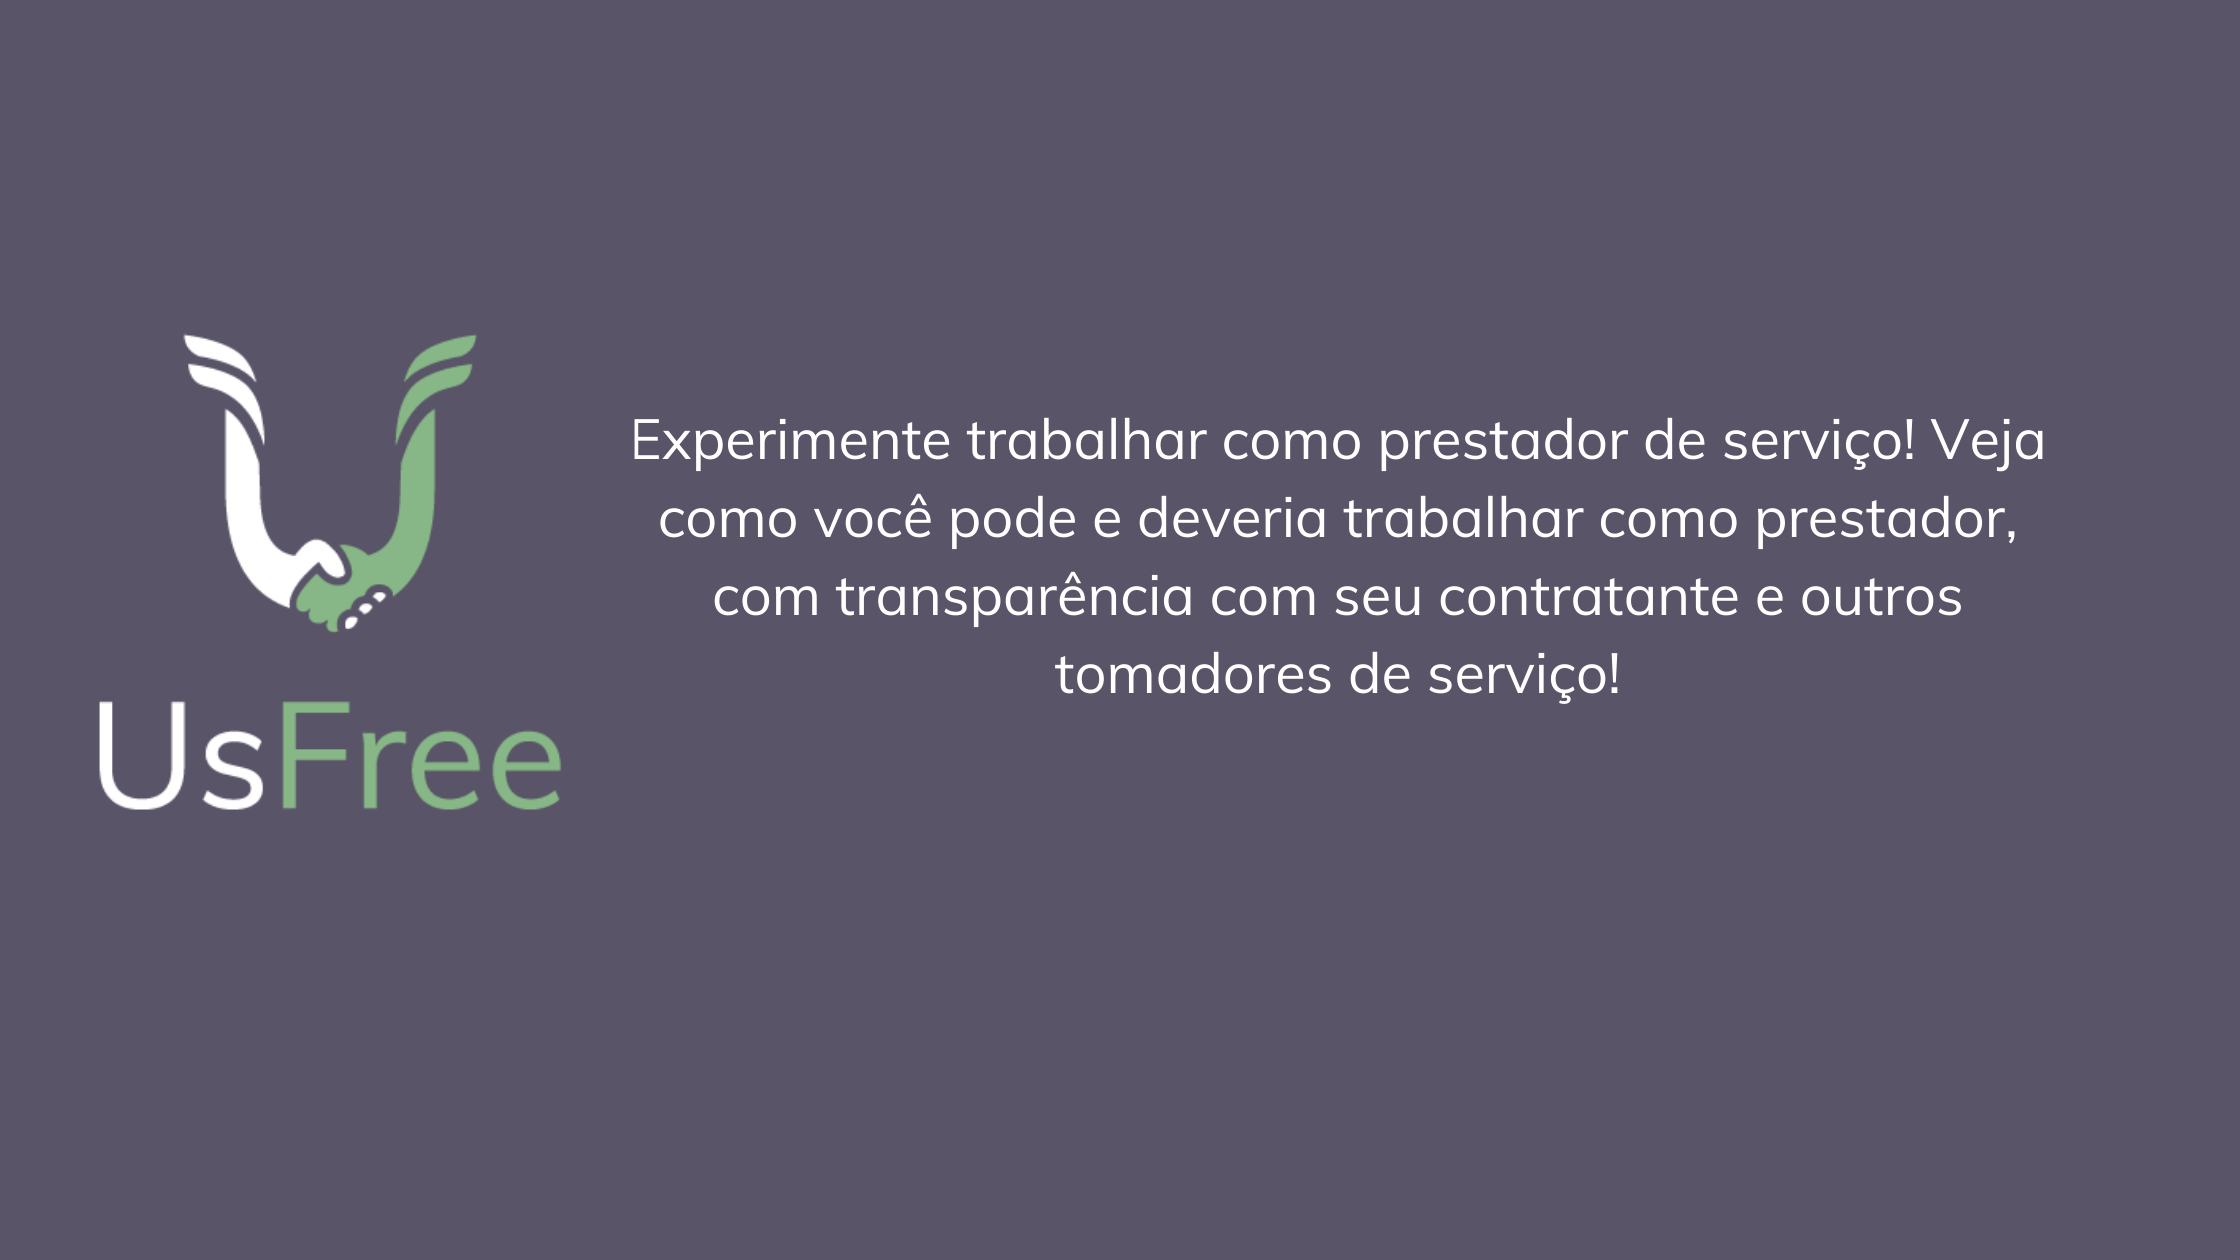 Experimente trabalhar como prestador de serviço! Veja
como você pode e deveria trabalhar como prestador,
com transparência com seu contratante e outros
tomadores de serviço!
UsFree